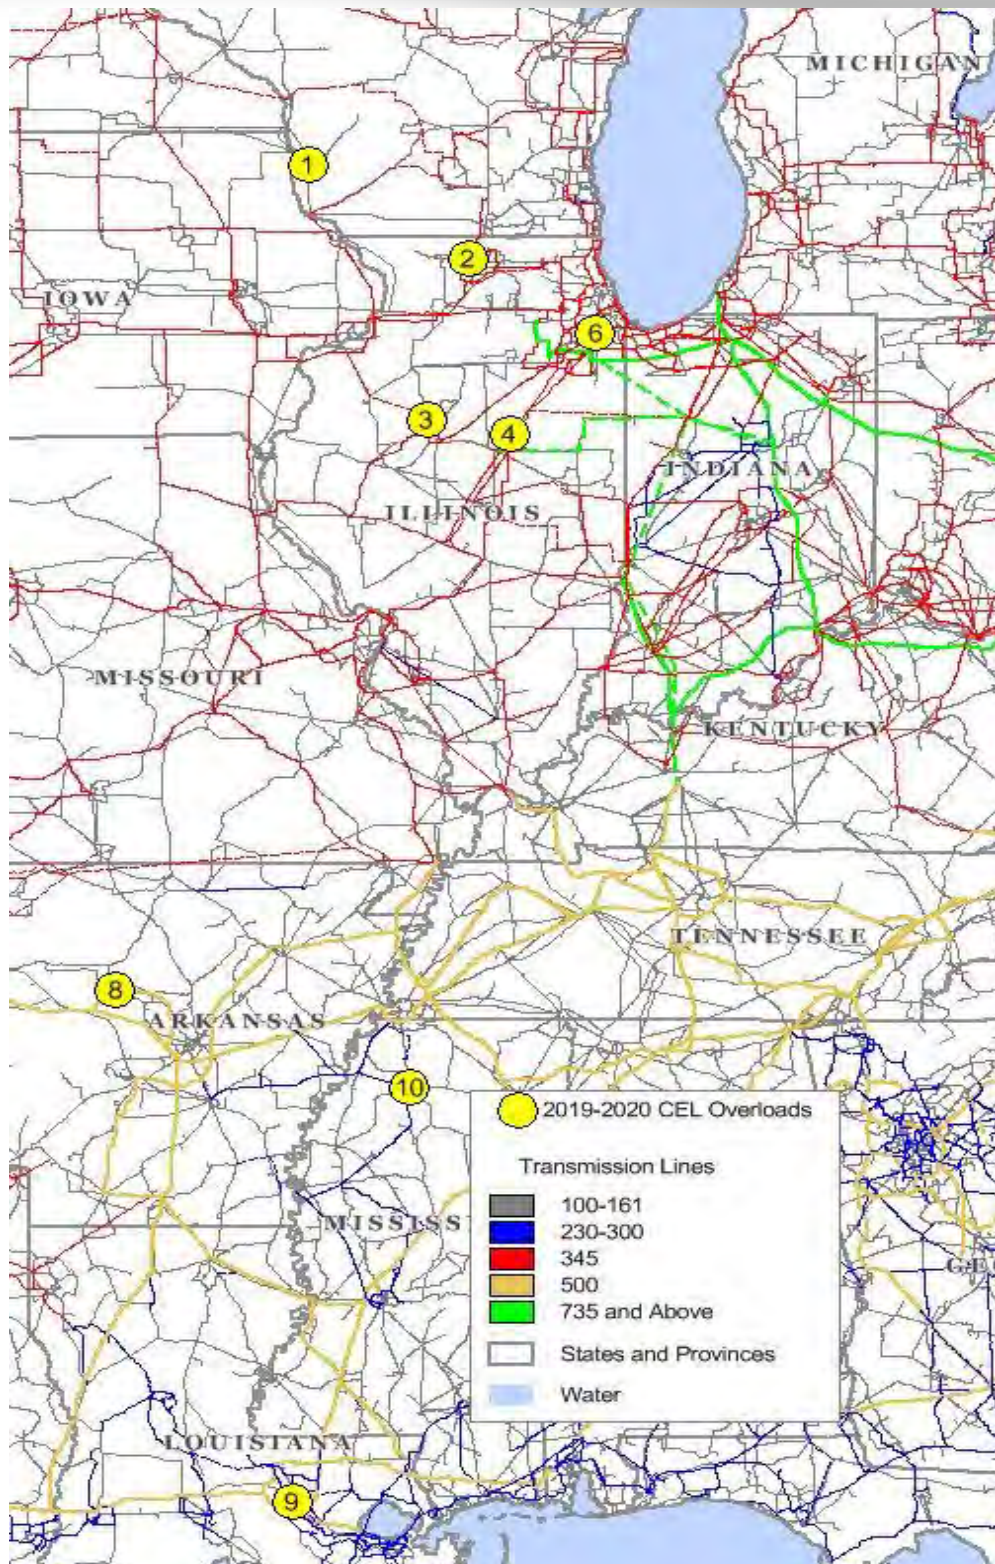 MICHIGAN
1
2
IOWA
6
3
4
INDIANA
ILLINOIS
MISSOURI
KENTUCKY
TENNESSEE
8
ARKANSAS
10
2019-2020 CEL Overloads
Transmission Lines
100-161
230-300
345
500
735 and Above
States and Provinces
Water
MISSISS
GEO
LOUISIANA
9